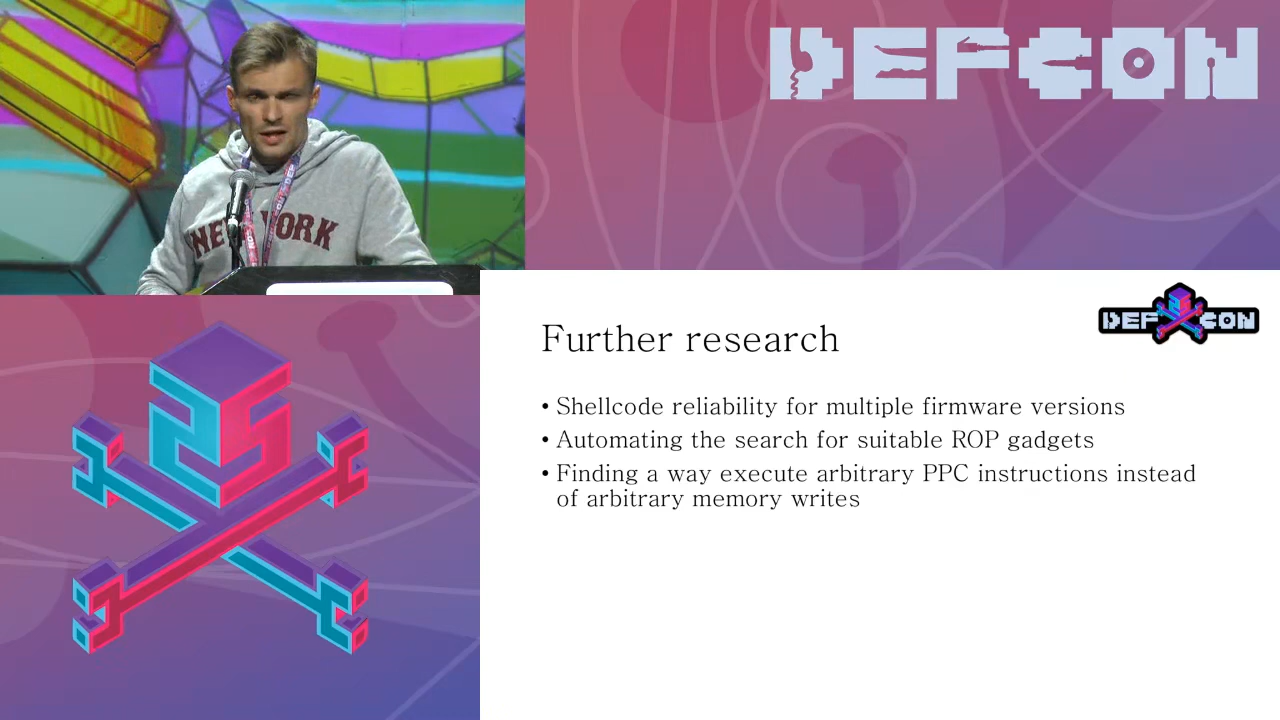 DEFCON
NEW YORK
DEF CON
Further research
• Shellcode reliability for multiple firmware versions
• Automating the search for suitable ROP gadgets
• Finding a way execute arbitrary PPC instructions instead
of arbitrary memory writes